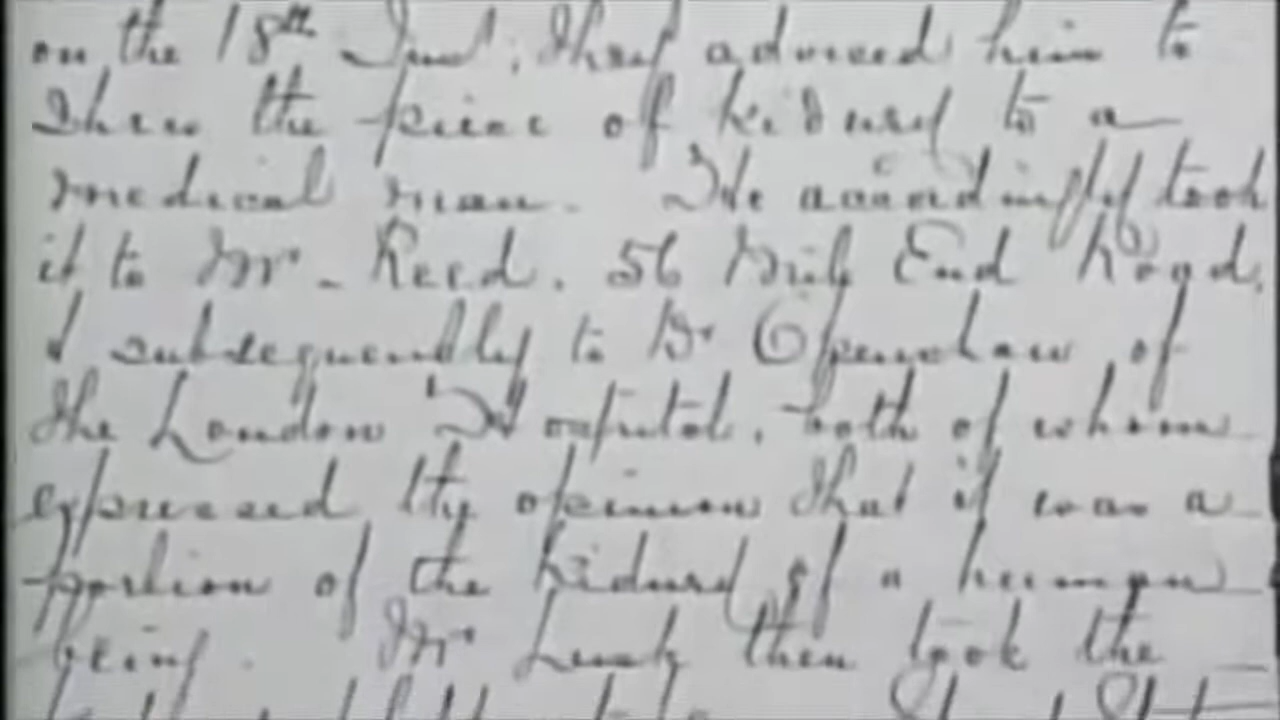 on the 18th Inst, they advised him to
shew the piece of kidney to a
medical man. He accordingly took
it to Mr. Reed. 56 Mile End Road,
& subsequently to Dr Openshaw of
the London Hospital, both of whom
expressed the opinion that it was a
portion of the kidney of a human
being. Mr Lusk then took the